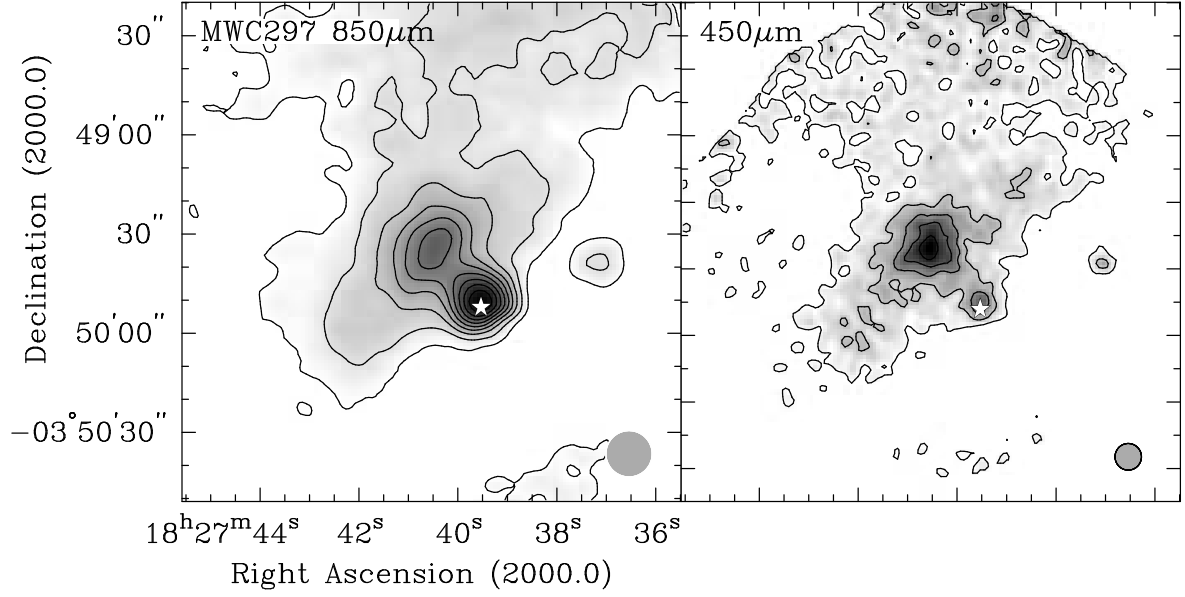 MWC297 850μm
450μm
30″
49′00″
30″
50′00″
−03°50′30″
Declination (2000.0)
18ʰ27ᵐ44ˢ 42ˢ 40ˢ 38ˢ 36ˢ
Right Ascension (2000.0)